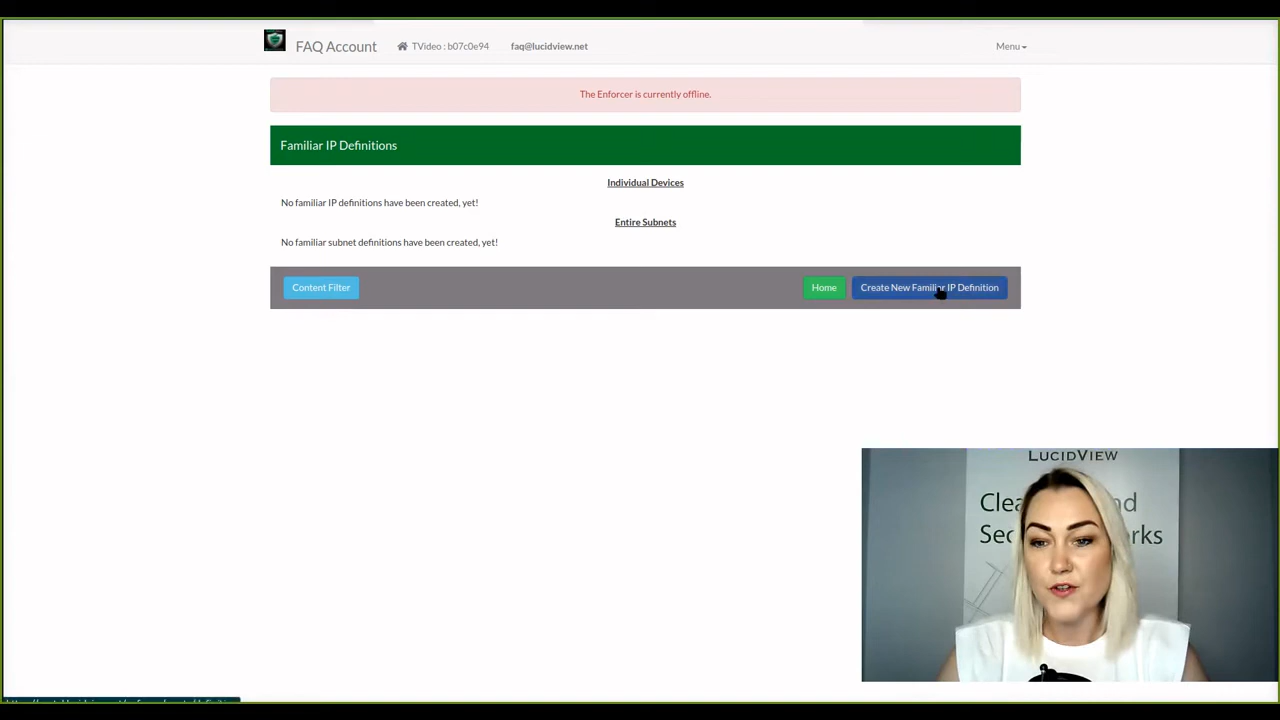 FAQ Account
TVideo : b07c0e94
faq@lucidview.net
Menu
The Enforcer is currently offline.
Familiar IP Definitions
Individual Devices
No familiar IP definitions have been created, yet!
Entire Subnets
No familiar subnet definitions have been created, yet!
Content Filter
Home
Create New Familiar IP Definition
LUCIDVIEW